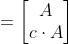 = [ A
c · A ]